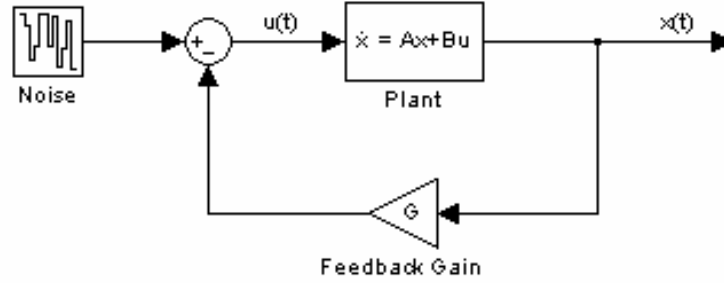 u(t)
x(t)
+
-
ẋ = Ax+Bu
Noise
Plant
G
Feedback Gain